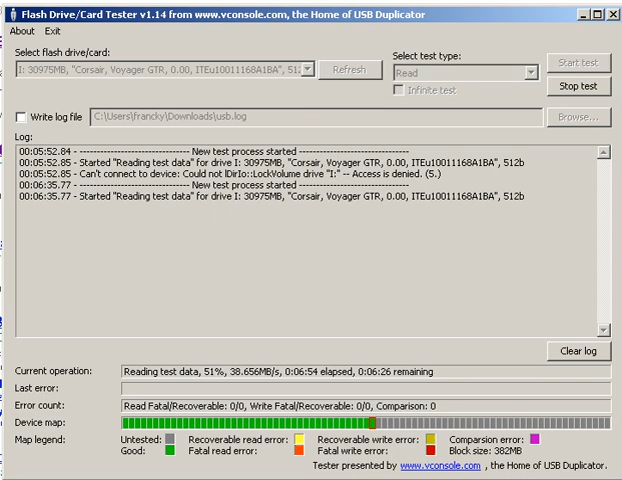 Flash Drive/Card Tester v1.14 from www.vconsole.com, the Home of USB Duplicator
About Exit
Select flash drive/card:
I: 30975MB, "Corsair, Voyager GTR, 0.00, ITEu10011168A1BA", 512
Refresh
Select test type:
Read
Infinite test
Start test
Stop test
Write log file
C:\Users\francky\Downloads\usb.log
Browse...
Log:
00:05:52.84 - -------------------------------- New test process started --------------------------------
00:05:52.85 - Started "Reading test data" for drive I: 30975MB, "Corsair, Voyager GTR, 0.00, ITEu10011168A1BA", 512b
00:05:52.85 - Can't connect to device: Could not lDirIo::LockVolume drive "I:" -- Access is denied. (5.)
00:06:35.77 - -------------------------------- New test process started --------------------------------
00:06:35.77 - Started "Reading test data" for drive I: 30975MB, "Corsair, Voyager GTR, 0.00, ITEu10011168A1BA", 512b
Clear log
Current operation: Reading test data, 51%, 38.656MB/s, 0:06:54 elapsed, 0:06:26 remaining
Last error:
Error count: Read Fatal/Recoverable: 0/0, Write Fatal/Recoverable: 0/0, Comparison: 0
Device map:
Map legend: Untested: Recoverable read error: Recoverable write error: Comparsion error:
Good: Fatal read error: Fatal write error: Block size: 382MB
Tester presented by www.vconsole.com , the Home of USB Duplicator.